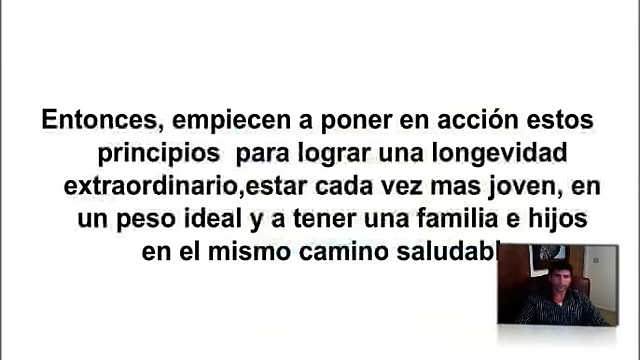 Entonces, empiecen a poner en acción estos
principios para lograr una longevidad
extraordinario,estar cada vez mas joven, en
un peso ideal y a tener una familia e hijos
en el mismo camino